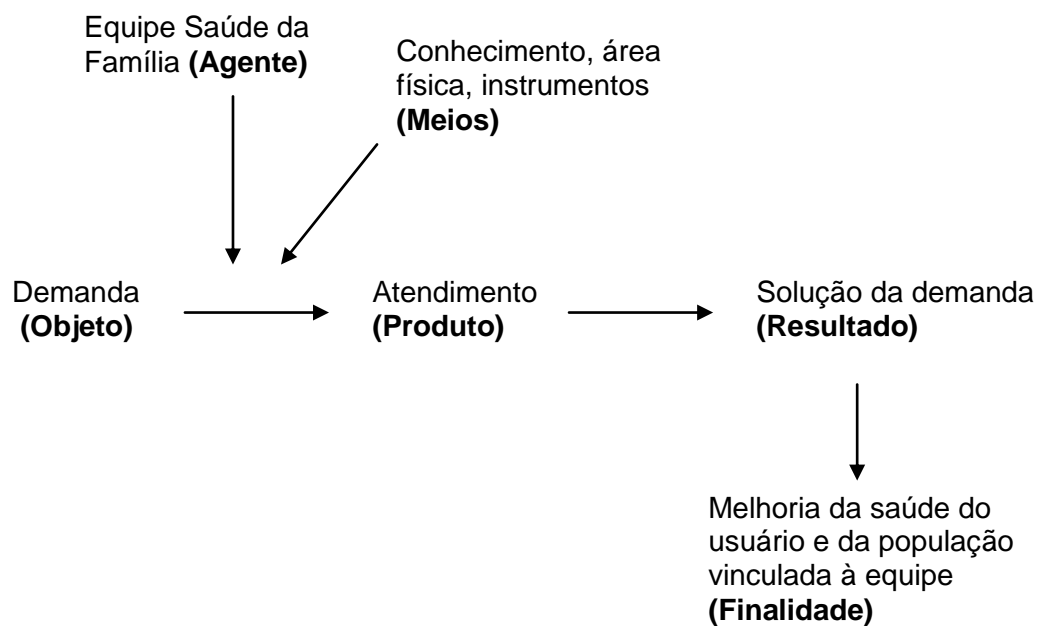 Equipe Saúde da
Família (Agente)
Conhecimento, área
física, instrumentos
(Meios)
Demanda
(Objeto)
Atendimento
(Produto)
Solução da demanda
(Resultado)
Melhoria da saúde do
usuário e da população
vinculada à equipe
(Finalidade)